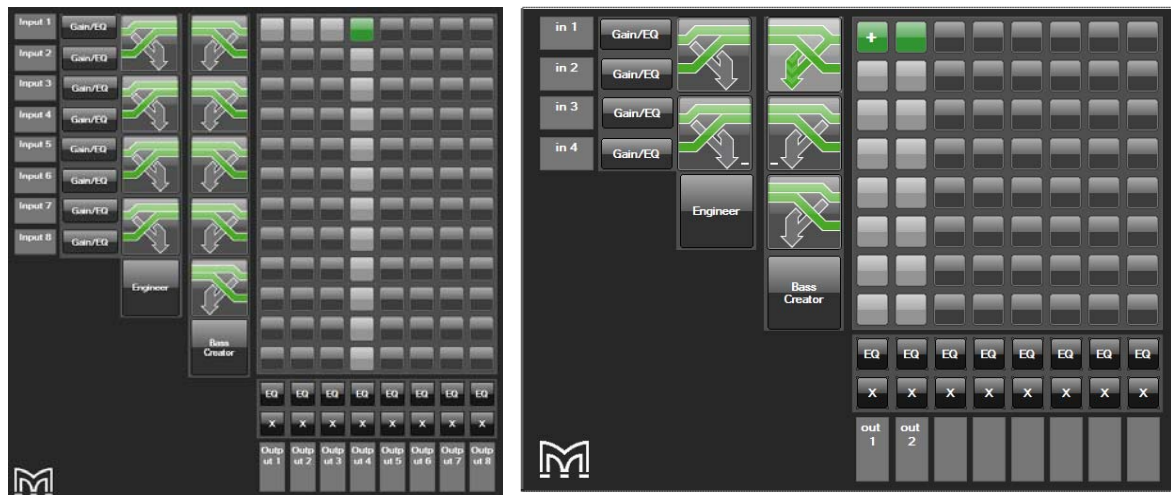 Input 1
Gain/EQ
Input 2
Gain/EQ
Input 3
Gain/EQ
Input 4
Gain/EQ
Input 5
Gain/EQ
Input 6
Gain/EQ
Input 7
Gain/EQ
Input 8
Gain/EQ
Engineer
Bass
Creator
EQ EQ EQ EQ EQ EQ EQ EQ
X X X X X X X X
Outp Outp Outp Outp Outp Outp Outp Outp
ut 1 ut 2 ut 3 ut 4 ut 5 ut 6 ut 7 ut 8
in 1
Gain/EQ
in 2
Gain/EQ
in 3
Gain/EQ
in 4
Gain/EQ
+
Engineer
Bass
Creator
EQ EQ EQ EQ EQ EQ EQ EQ
X X X X X X X X
out out
1 2